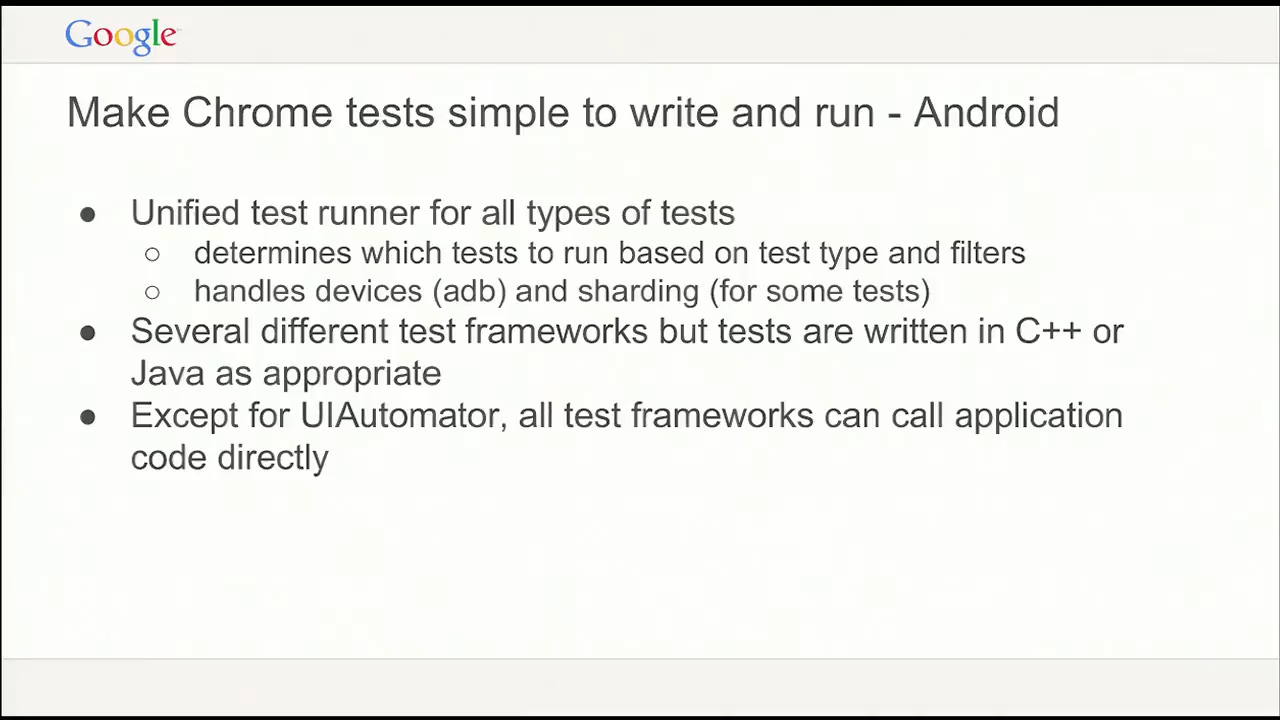 Google
Make Chrome tests simple to write and run - Android
● Unified test runner for all types of tests
○ determines which tests to run based on test type and filters
○ handles devices (adb) and sharding (for some tests)
● Several different test frameworks but tests are written in C++ or
Java as appropriate
● Except for UIAutomator, all test frameworks can call application
code directly